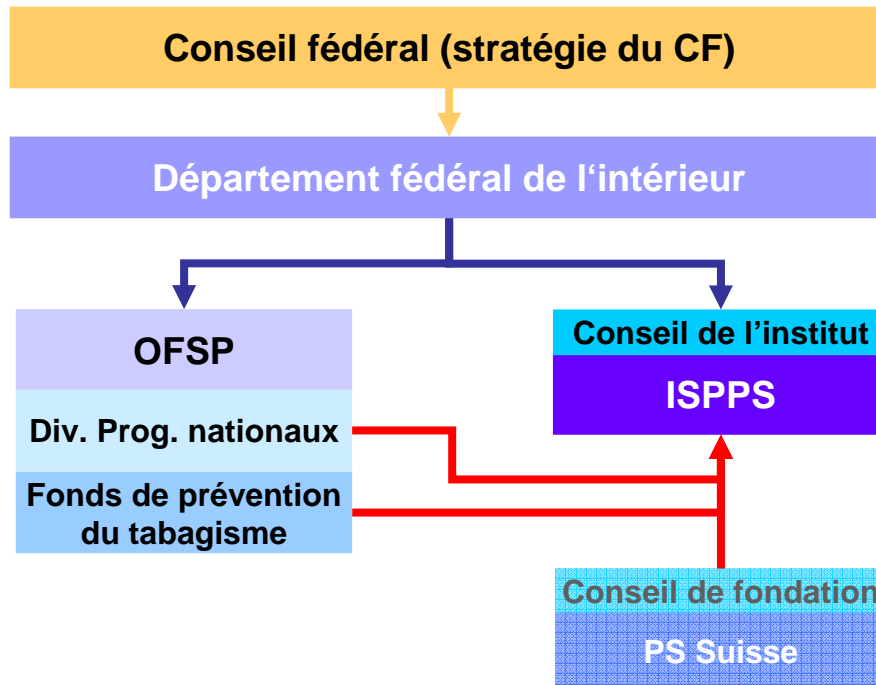 Conseil fédéral (stratégie du CF)
Département fédéral de l‘intérieur
OFSP
Conseil de l’institut
ISPPS
Div. Prog. nationaux
Fonds de prévention
du tabagisme
Conseil de fondation
PS Suisse